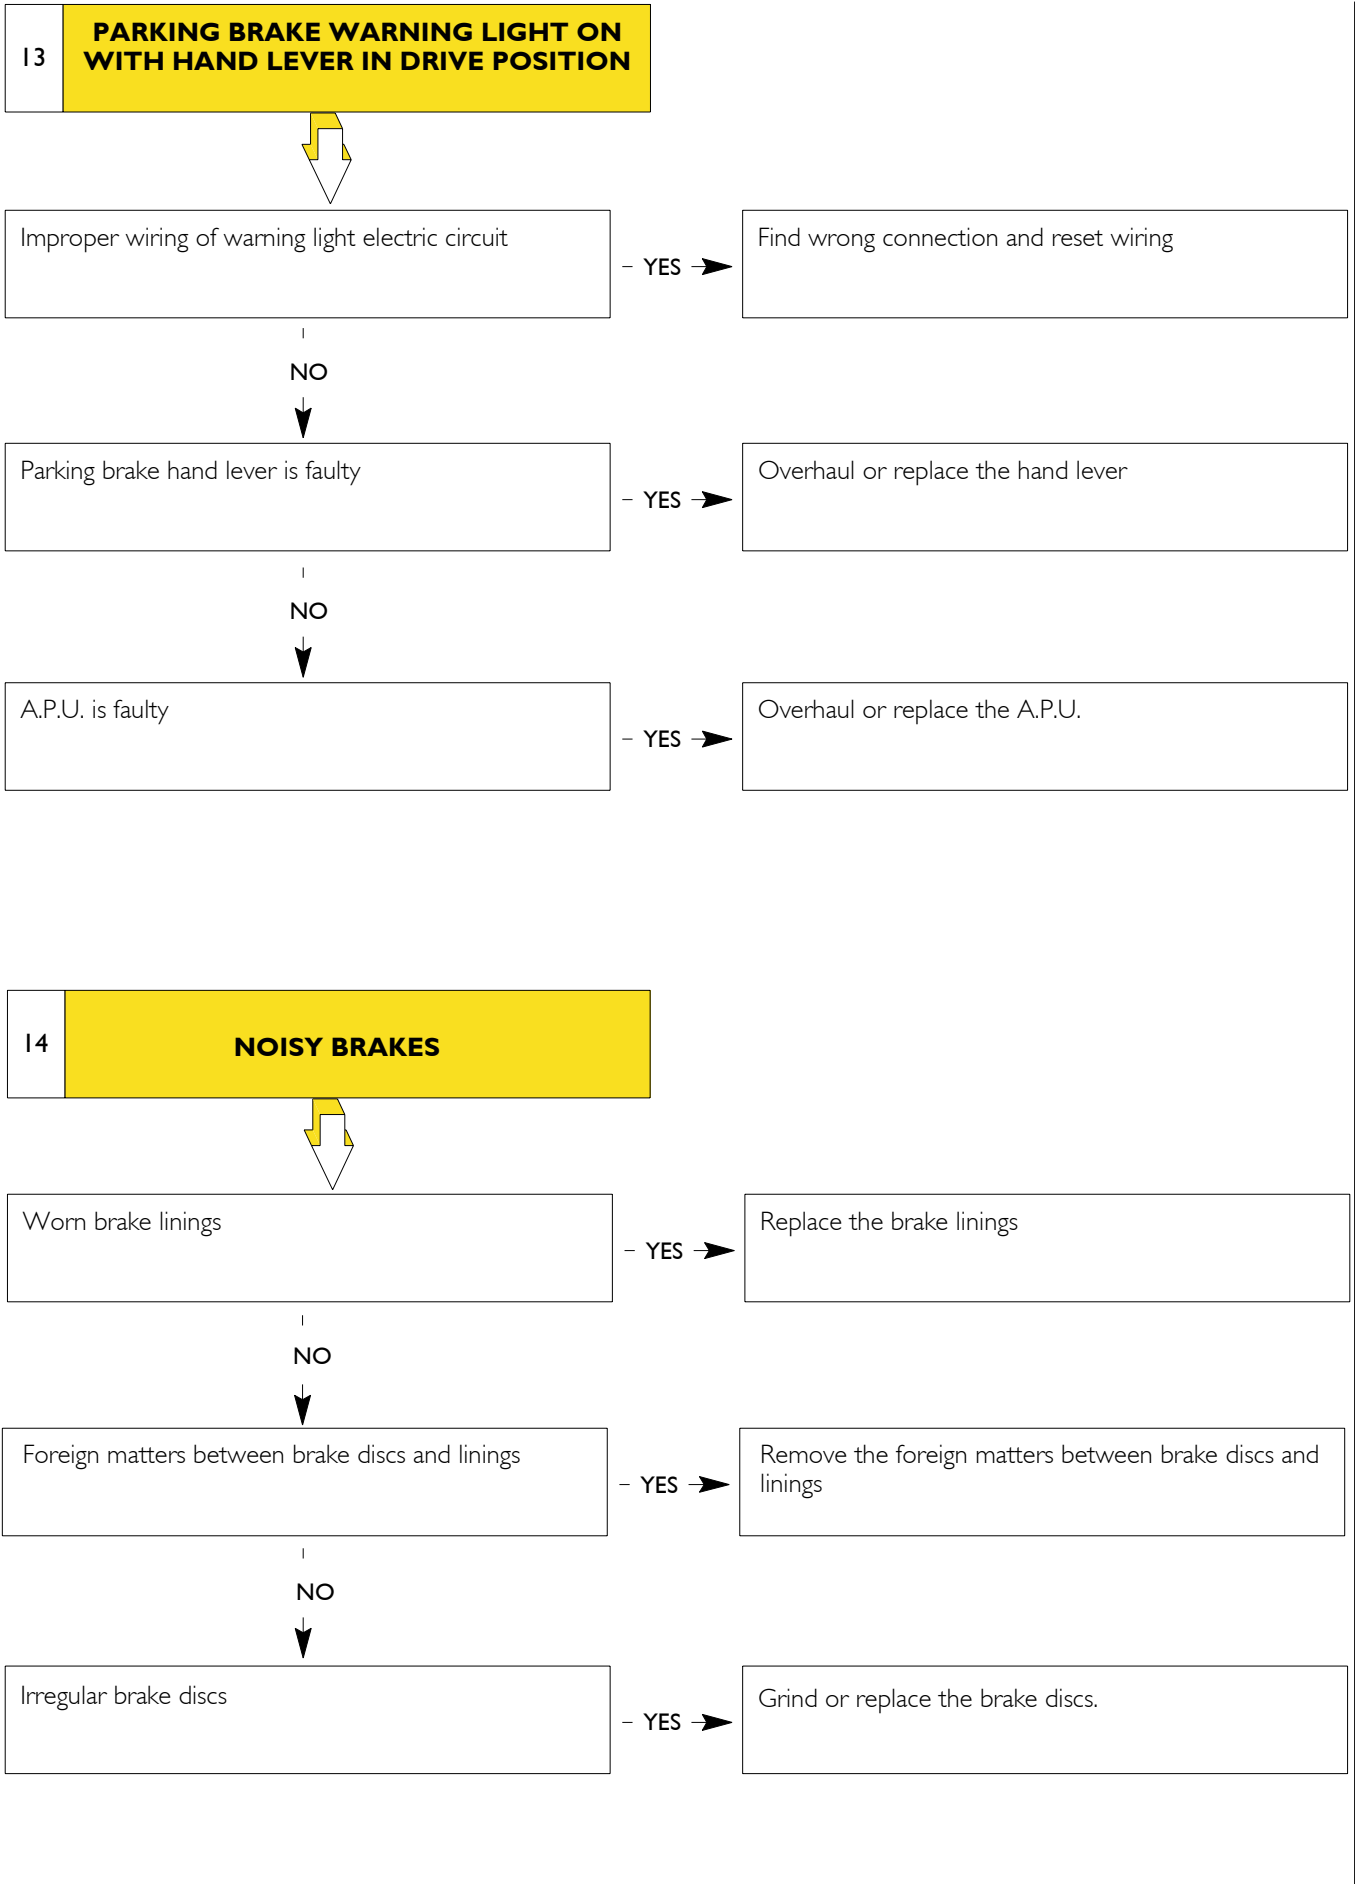 13
PARKING BRAKE WARNING LIGHT ON
WITH HAND LEVER IN DRIVE POSITION
Improper wiring of warning light electric circuit
YES
Find wrong connection and reset wiring
NO
Parking brake hand lever is faulty
YES
Overhaul or replace the hand lever
NO
A.P.U. is faulty
YES
Overhaul or replace the A.P.U.
14
NOISY BRAKES
Worn brake linings
YES
Replace the brake linings
NO
Foreign matters between brake discs and linings
YES
Remove the foreign matters between brake discs and
linings
NO
Irregular brake discs
YES
Grind or replace the brake discs.